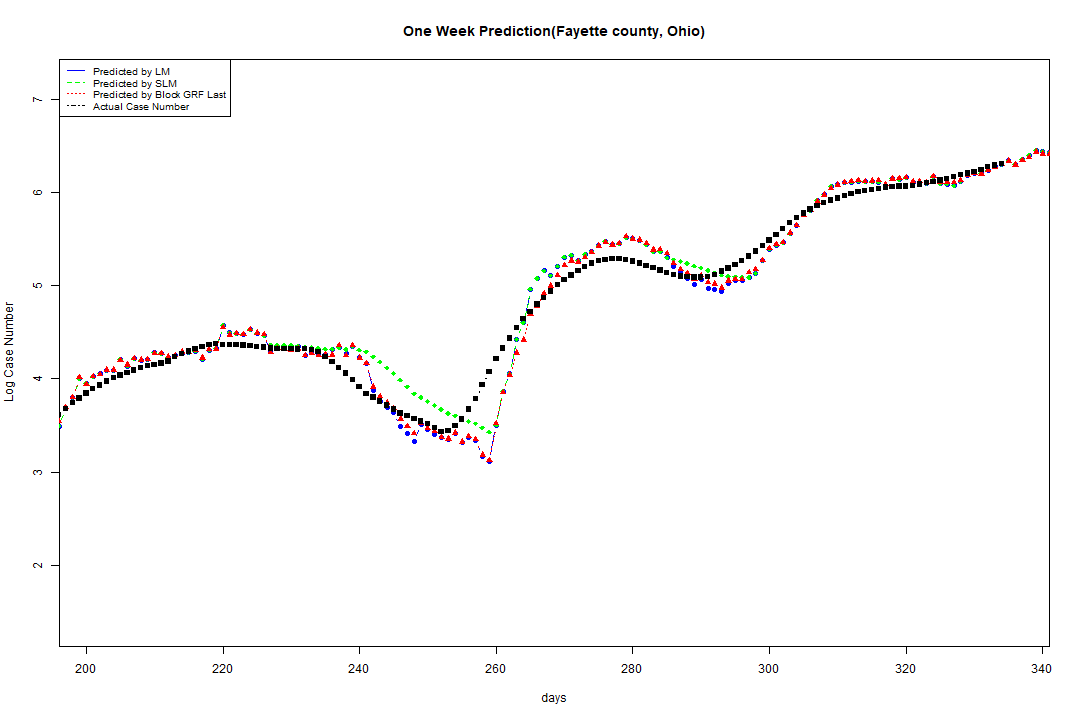 One Week Prediction(Fayette county, Ohio)
Predicted by LM
Predicted by SLM
Predicted by Block GRF Last
Actual Case Number
7
6
5
4
3
2
Log Case Number
200 220 240 260 280 300 320 340
days